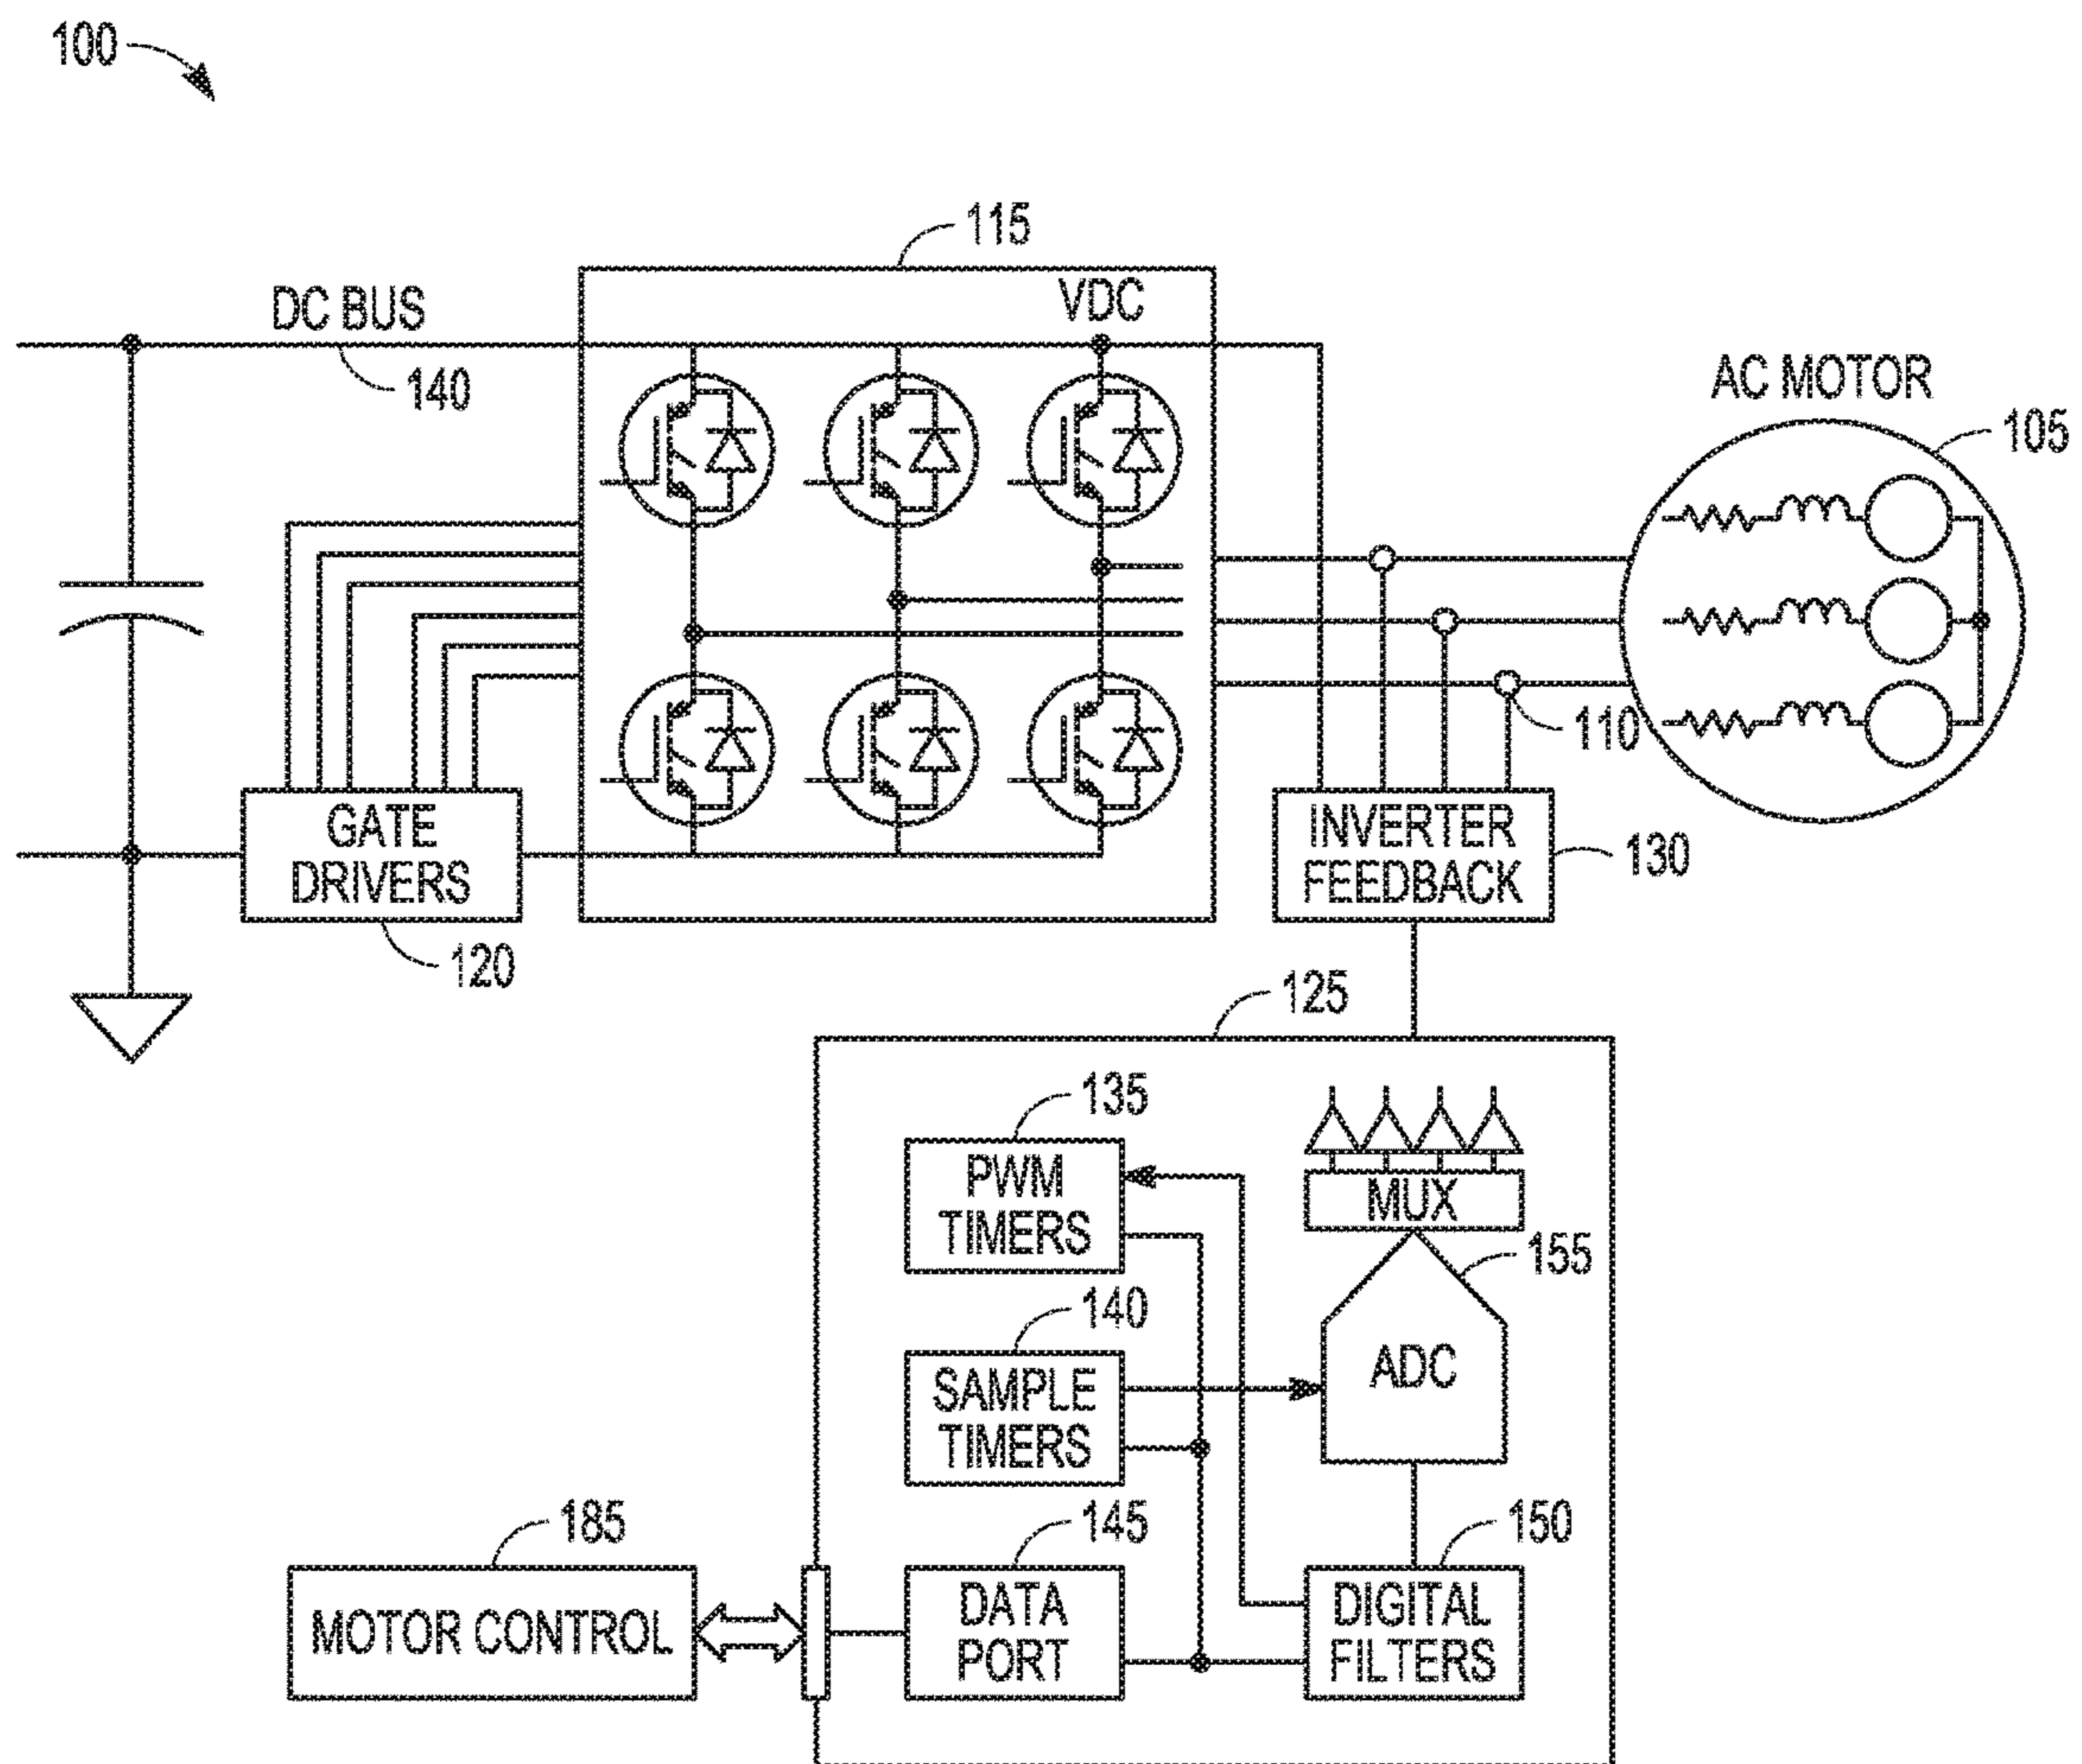 100
115
DC BUS
VDC
140
AC MOTOR
105
110
GATE
DRIVERS
INVERTER
FEEDBACK
130
120
125
135
PWM
TIMERS
MUX
155
140
SAMPLE
TIMERS
ADC
185
145
150
MOTOR CONTROL
DATA
PORT
DIGITAL
FILTERS